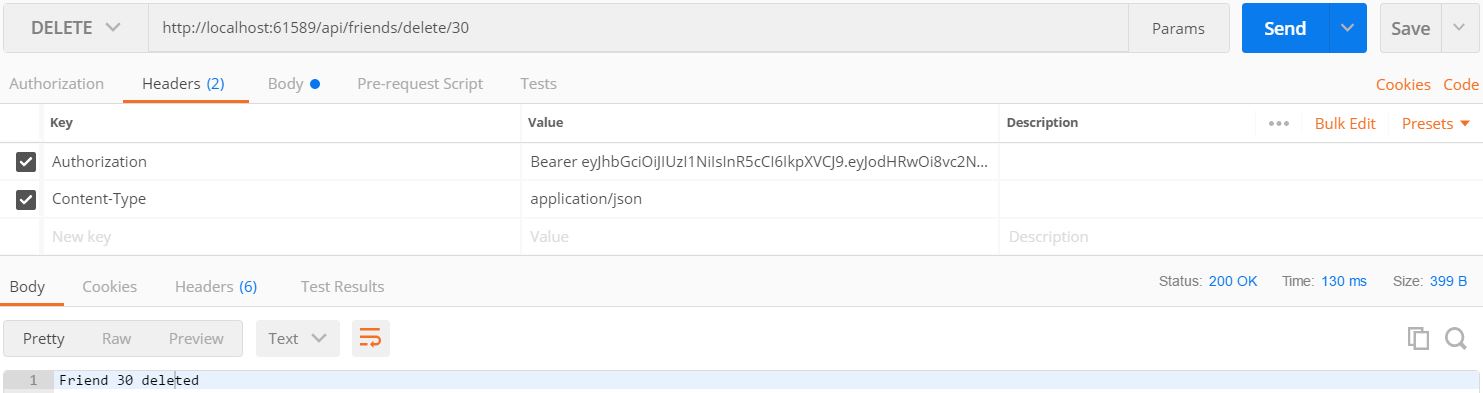 DELETE http://localhost:61589/api/friends/delete/30 Params Send Save
Authorization Headers (2) Body Pre-request Script Tests Cookies Code
Key Value Description ••• Bulk Edit Presets
Authorization Bearer eyJhbGciOiJIUzI1NiIsInR5cCI6IkpXVCJ9.eyJodHRwOi8vc2N...
Content-Type application/json
New key Value Description
Body Cookies Headers (6) Test Results Status: 200 OK Time: 130 ms Size: 399 B
Pretty Raw Preview Text
1 Friend 30 deleted